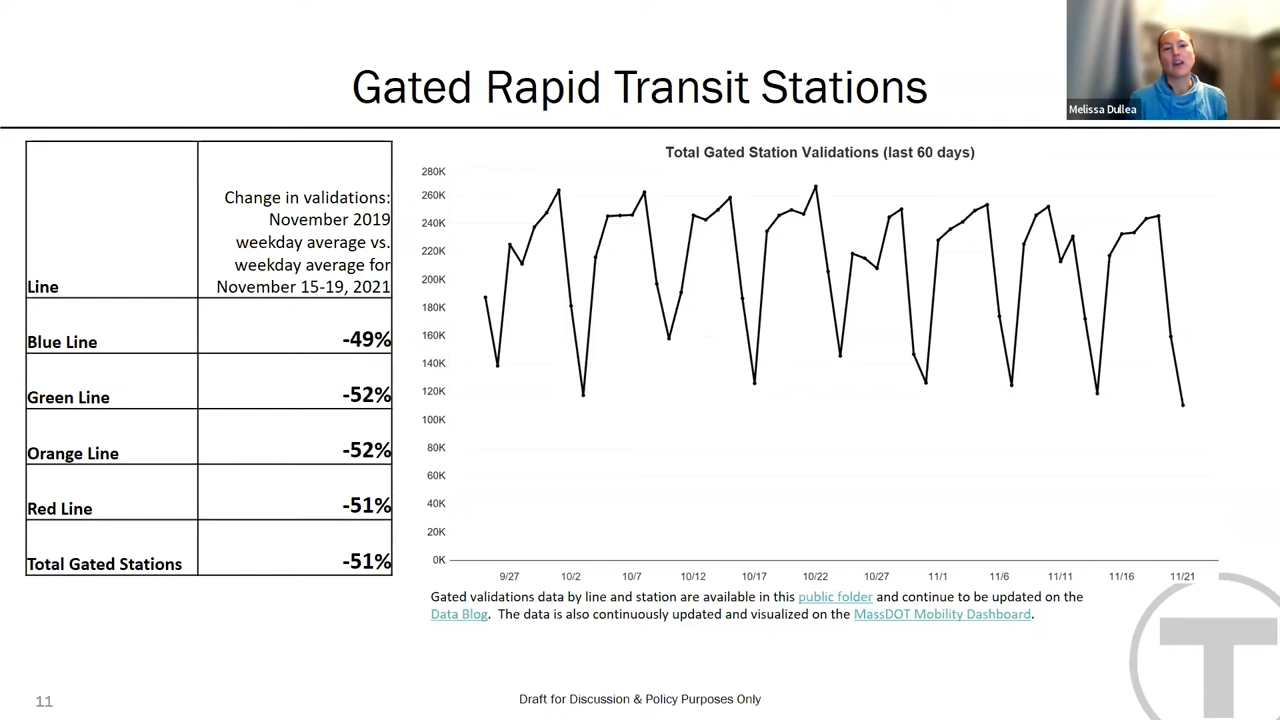 Gated Rapid Transit Stations
Melissa Dullea
Line
Change in validations:
November 2019
weekday average vs.
weekday average for
November 15-19, 2021
Blue Line
-49%
Green Line
-52%
Orange Line
-52%
Red Line
-51%
Total Gated Stations
-51%
Total Gated Station Validations (last 60 days)
280K
260K
240K
220K
200K
180K
160K
140K
120K
100K
80K
60K
40K
20K
0K
9/27 10/2 10/7 10/12 10/17 10/22 10/27 11/1 11/6 11/11 11/16 11/21
Gated validations data by line and station are available in this public folder and continue to be updated on the
Data Blog. The data is also continuously updated and visualized on the MassDOT Mobility Dashboard.
T
11
Draft for Discussion & Policy Purposes Only